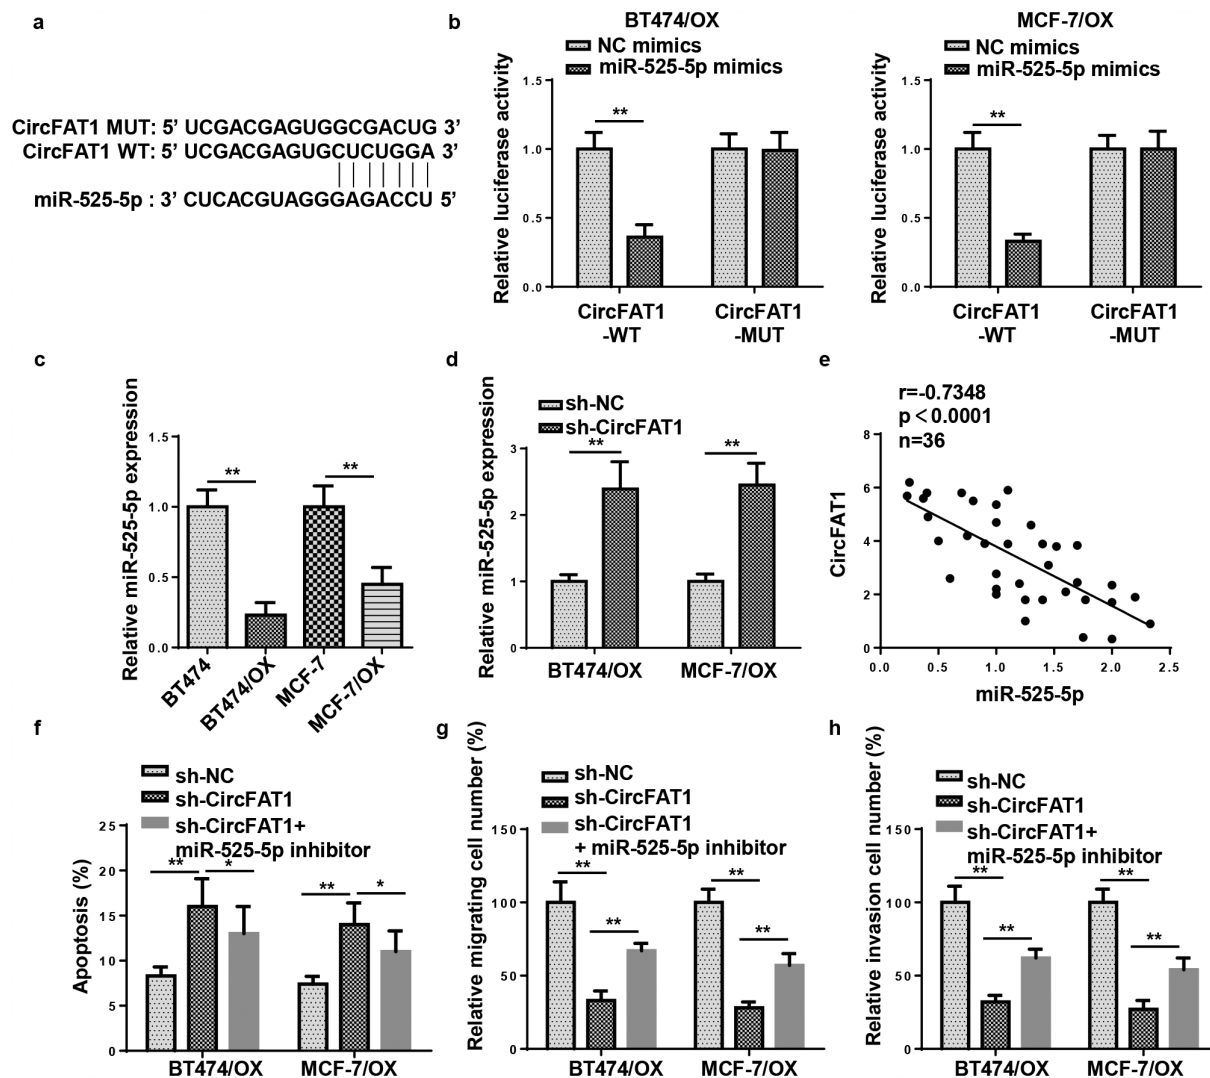 a
CircFAT1 MUT: 5’ UCGACGAGUGGCGACUG 3’
CircFAT1 WT: 5’ UCGACGAGUGCUCUGGA 3’
miR-525-5p : 3’ CUCACGUAGGGAGACCU 5’
b
BT474/OX
NC mimics
miR-525-5p mimics
Relative luciferase activity
1.5
1.0
0.5
0.0
**
CircFAT1
-WT
CircFAT1
-MUT
MCF-7/OX
NC mimics
miR-525-5p mimics
Relative luciferase activity
1.5
1.0
0.5
0.0
**
CircFAT1
-WT
CircFAT1
-MUT
c
Relative miR-525-5p expression
1.5
1.0
0.5
0.0
**
**
BT474
BT474/OX
MCF-7
MCF-7/OX
d
sh-NC
sh-CircFAT1
Relative miR-525-5p expression
3
2
1
0
**
**
BT474/OX
MCF-7/OX
e
r=-0.7348
p<0.0001
n=36
CircFAT1
8
6
4
2
0
0.0
0.5
1.0
1.5
2.0
2.5
miR-525-5p
f
sh-NC
sh-CircFAT1
sh-CircFAT1+
miR-525-5p inhibitor
Apoptosis (%)
25
20
15
10
5
0
**
*
**
*
BT474/OX
MCF-7/OX
g
sh-NC
sh-CircFAT1
sh-CircFAT1
+ miR-525-5p inhibitor
Relative migrating cell number (%)
150
100
50
0
**
**
**
**
BT474/OX
MCF-7/OX
h
sh-NC
sh-CircFAT1
sh-CircFAT1+
miR-525-5p inhibitor
Relative invasion cell number (%)
150
100
50
0
**
**
**
**
BT474/OX
MCF-7/OX